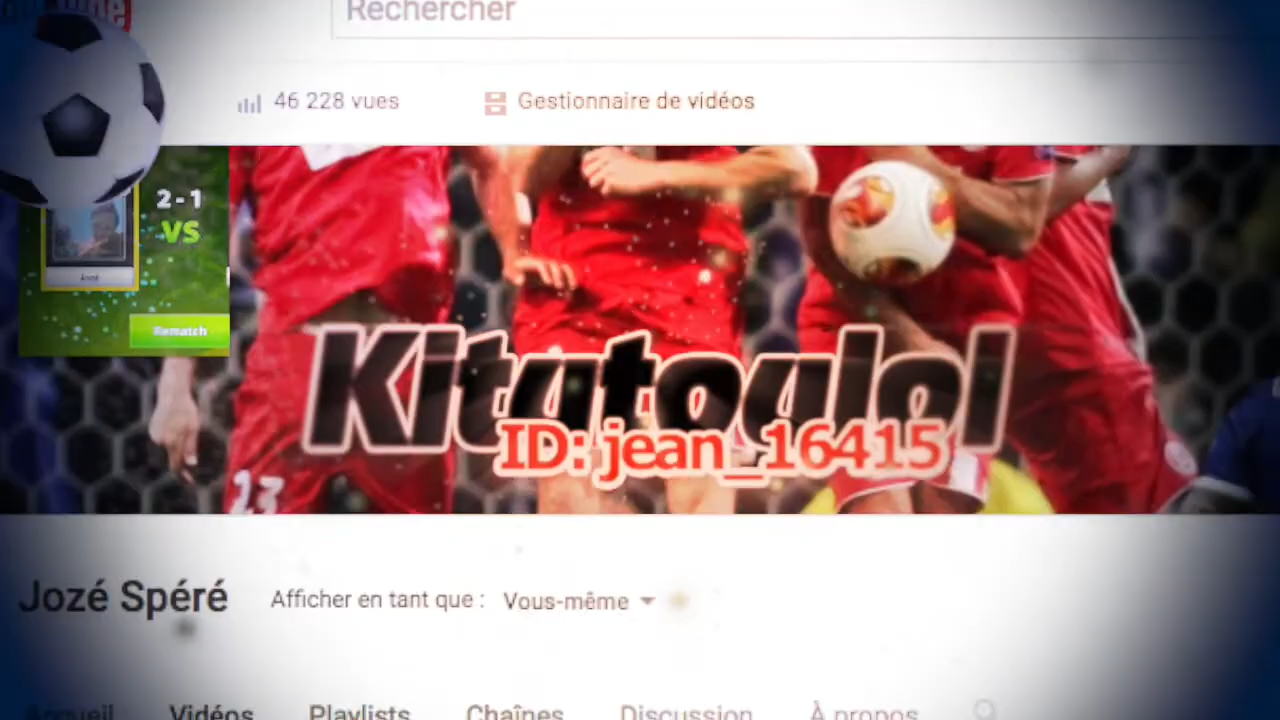 Rechercher
46 228 vues
Gestionnaire de vidéos
2 - 1
VS
Rematch
Kitatoulol
ID: jean_16415
13
Jozé Spéré
Afficher en tant que : Vous-même
Accueil Vidéos Playlists Chaînes Discussion À propos